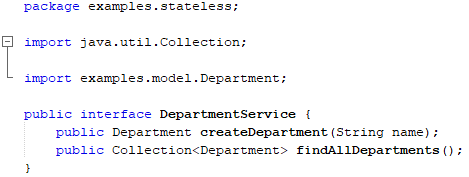 package examples.stateless;
import java.util.Collection;
import examples.model.Department;
public interface DepartmentService {
    public Department createDepartment(String name);
    public Collection<Department> findAllDepartments();
}